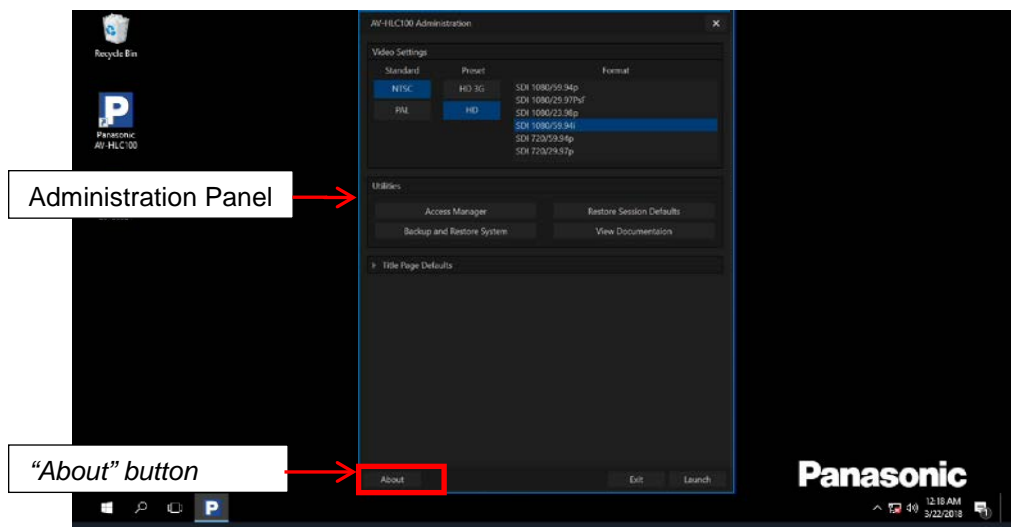 Recycle Bin
Panasonic
AV-HLC100
Administration Panel
“About” button
AV-HLC100 Administration
Video Settings
Standard Preset Format
NTSC HD 3G
PAL HD
SDI 1080/59.94p
SDI 1080/29.97PsF
SDI 1080/23.98p
SDI 1080/59.94i
SDI 720/59.94p
SDI 720/29.97p
Utilities
Access Manager Restore Session Defaults
Backup and Restore System View Documentaion
Title Page Defaults
About Exit Launch
Panasonic
12:18 AM
3/22/2018